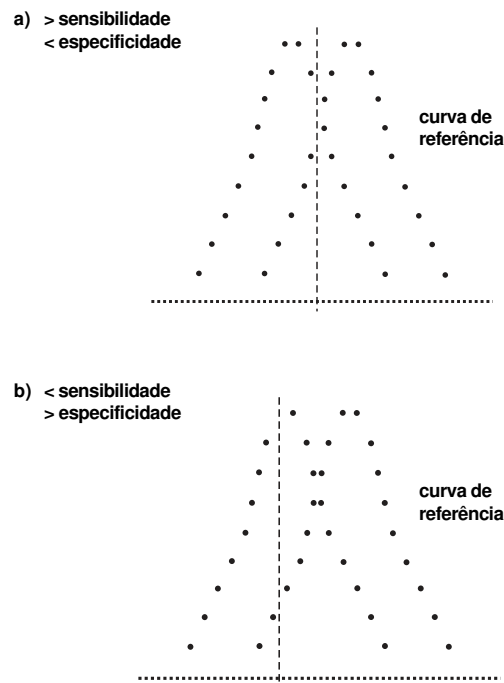 a) > sensibilidade
< especificidade
curva de
referência
b) < sensibilidade
> especificidade
curva de
referência